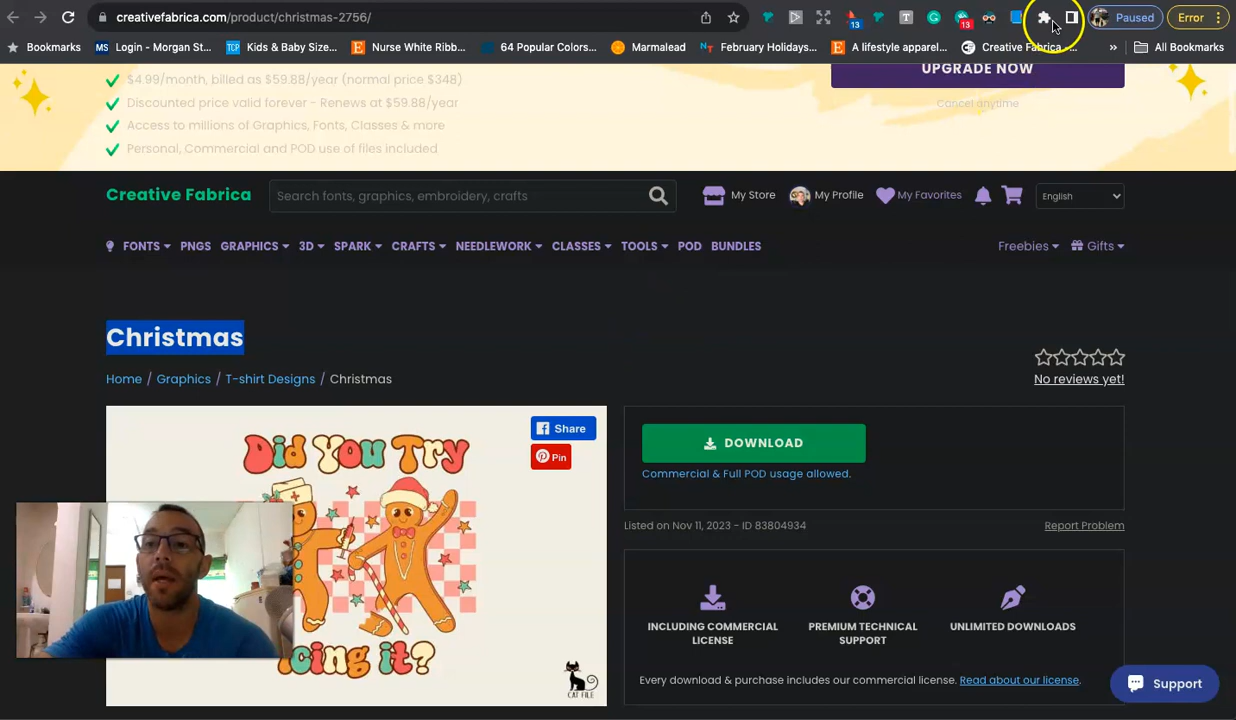 creativefabrica.com/product/christmas-2756/
13
T
13
Paused
Error
Bookmarks
Login - Morgan St...
Kids & Baby Size...
Nurse White Ribb...
64 Popular Colors...
Marmalead
February Holidays...
A lifestyle apparel...
Creative Fabrica -...
»
All Bookmarks
$4.99/month, billed as $59.88/year (normal price $348)
Discounted price valid forever - Renews at $59.88/year
Access to millions of Graphics, Fonts, Classes & more
Personal, Commercial and POD use of files included
UPGRADE NOW
Cancel anytime
Creative Fabrica
Search fonts, graphics, embroidery, crafts
My Store
My Profile
My Favorites
English
FONTS
PNGS
GRAPHICS
3D
SPARK
CRAFTS
NEEDLEWORK
CLASSES
TOOLS
POD
BUNDLES
Freebies
Gifts
Christmas
Home / Graphics / T-shirt Designs / Christmas
No reviews yet!
Share
Pin
Did You Try
icing it?
CAT FILE
DOWNLOAD
Commercial & Full POD usage allowed.
Listed on Nov 11, 2023 - ID 83804934
Report Problem
INCLUDING COMMERCIAL LICENSE
PREMIUM TECHNICAL SUPPORT
UNLIMITED DOWNLOADS
Every download & purchase includes our commercial license. Read about our license.
Support